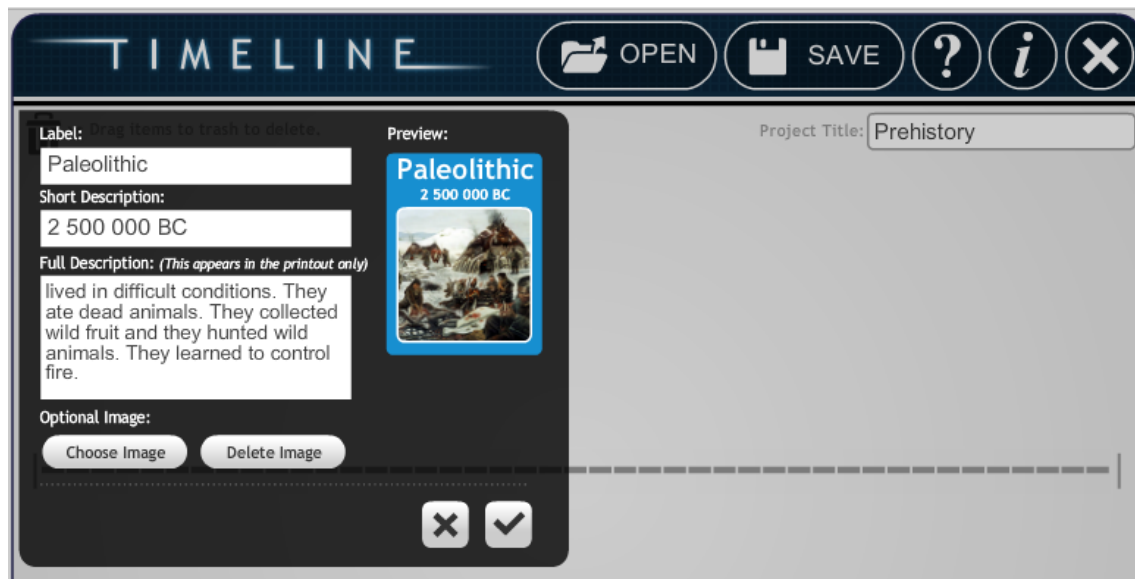 TIMELINE
OPEN
SAVE
?
i
Drag items to trash to delete.
Project Title: Prehistory
Label:
Paleolithic
Short Description:
2 500 000 BC
Full Description: (This appears in the printout only)
lived in difficult conditions. They
ate dead animals. They collected
wild fruit and they hunted wild
animals. They learned to control
fire.
Optional Image:
Choose Image
Delete Image
Preview:
Paleolithic
2 500 000 BC